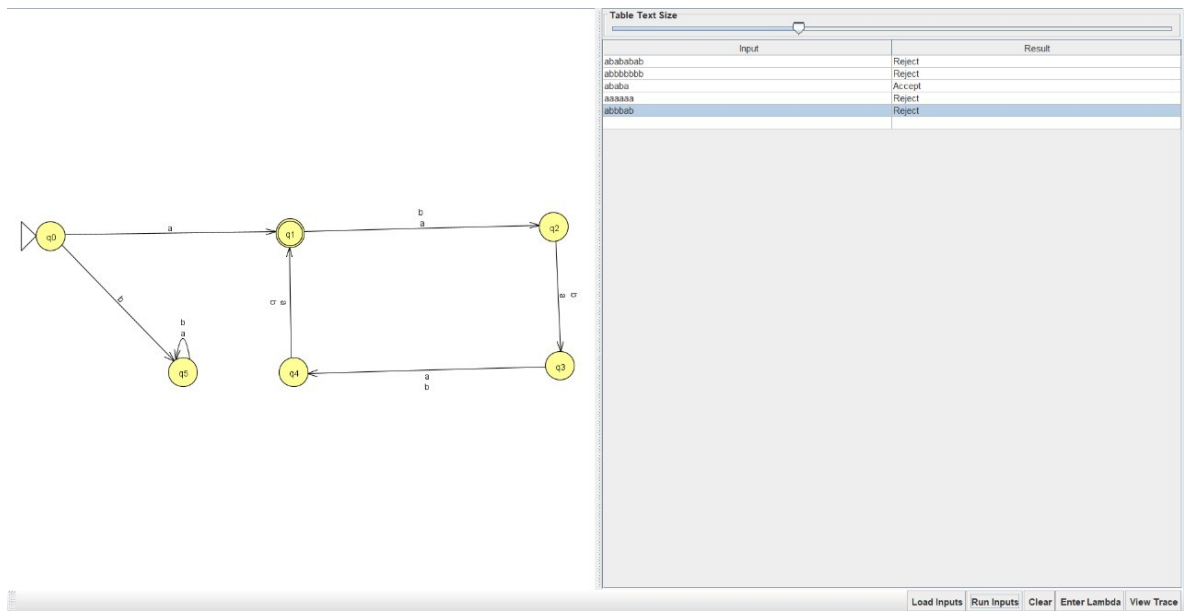 Table Text Size
Input Result
abababab Reject
abbbbbbb Reject
ababa Accept
aaaaaa Reject
abbbab Reject
q0
a
q1
b
a
q2
b
b
a
q5
b
a
a
b
q4
a
b
q3
Load Inputs Run Inputs Clear Enter Lambda View Trace